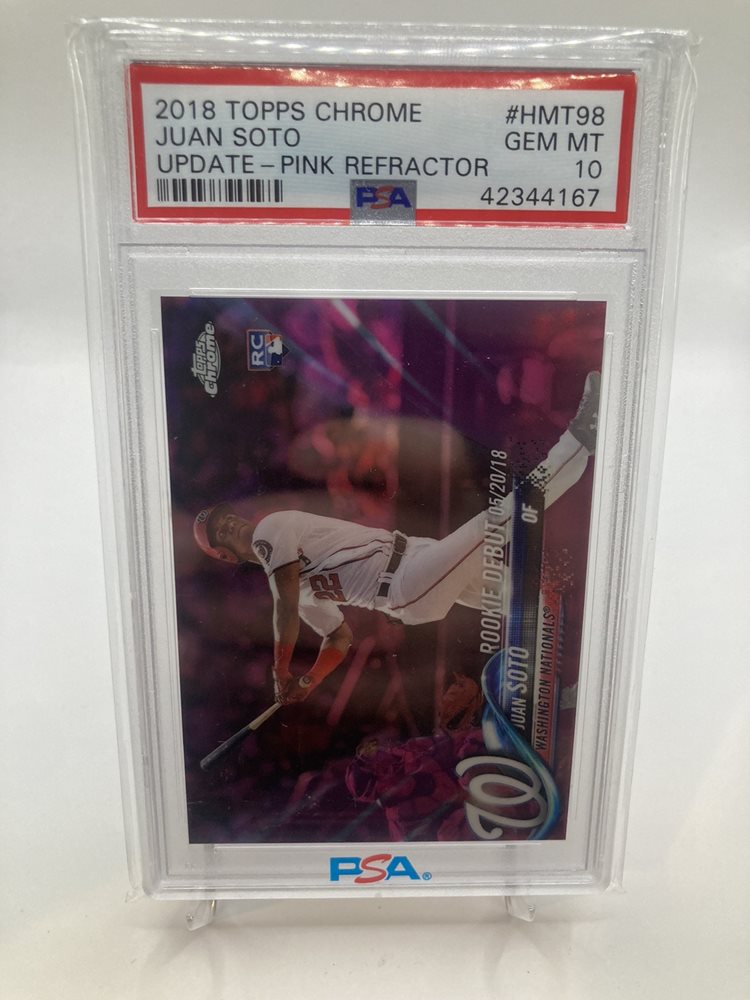 2018 TOPPS CHROME #HMT98
JUAN SOTO GEM MT
UPDATE – PINK REFRACTOR 10
PSA 42344167
Topps Chrome
RC
22
ROOKIE DEBUT 05/20/18
JUAN SOTO OF
WASHINGTON NATIONALS®
W
PSA®